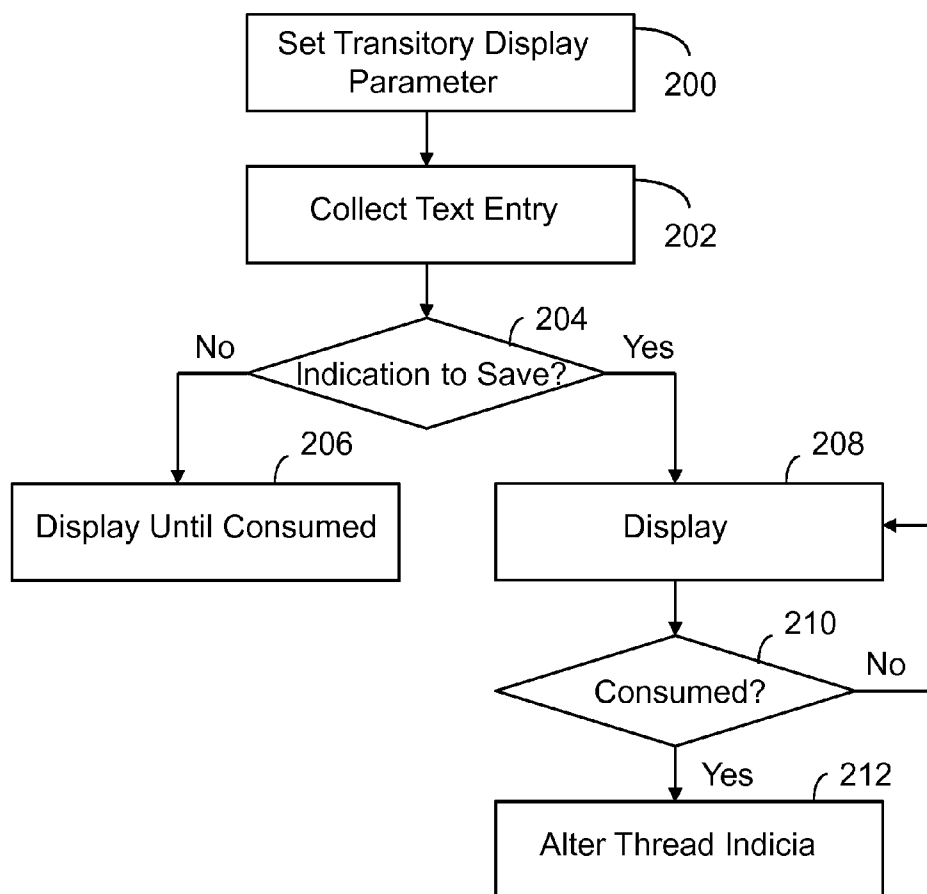 Set Transitory Display
Parameter
200
Collect Text Entry
202
204
No
Yes
Indication to Save?
206
208
Display Until Consumed
Display
210
No
Consumed?
Yes
212
Alter Thread Indicia